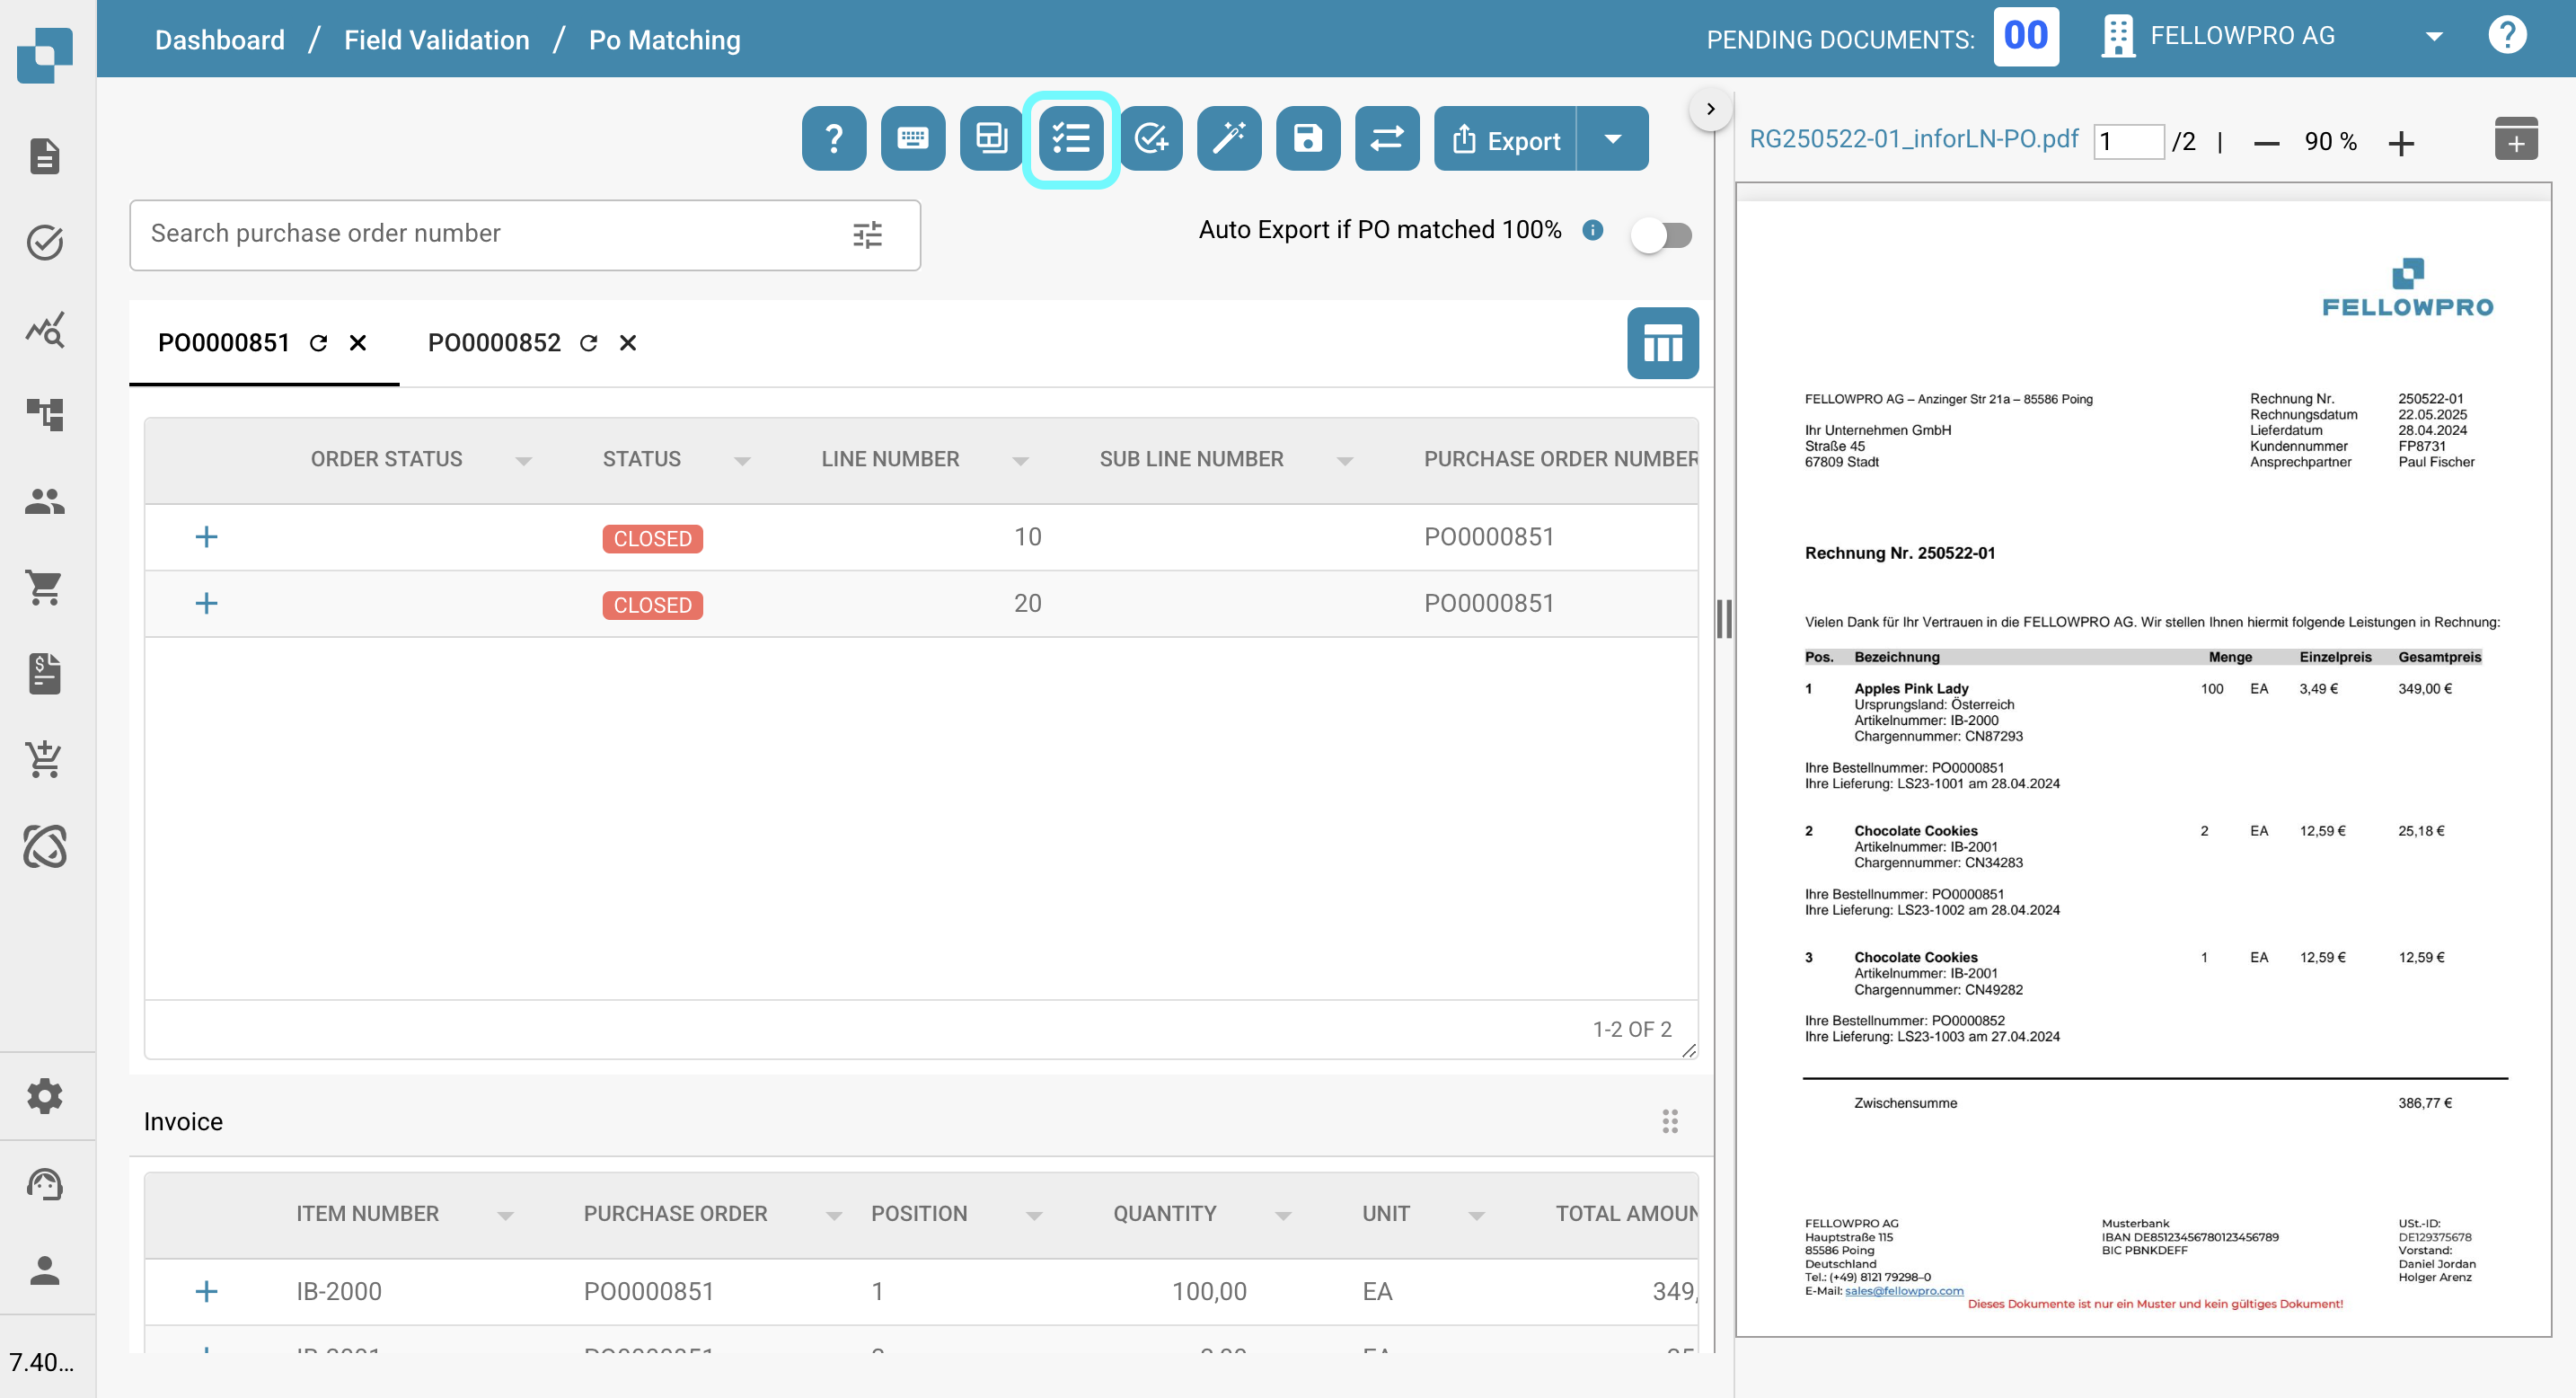 Dashboard / Field Validation / Po Matching
PENDING DOCUMENTS: 00 FELLOWPRO AG ?
? Export
RG250522-01_inforLN-PO.pdf 1 /2 | — 90 % +
Search purchase order number
Auto Export if PO matched 100% i
PO0000851 PO0000852
ORDER STATUS STATUS LINE NUMBER SUB LINE NUMBER PURCHASE ORDER NUMBER
+ CLOSED 10 PO0000851
+ CLOSED 20 PO0000851
1-2 OF 2
Invoice
ITEM NUMBER PURCHASE ORDER POSITION QUANTITY UNIT TOTAL AMOUN
+ IB-2000 PO0000851 1 100,00 EA 349,
7.40...
FELLOWPRO
FELLOWPRO AG – Anzinger Str 21a – 85586 Poing
Ihr Unternehmen GmbH
Straße 45
67809 Stadt
Rechnung Nr. 250522-01
Rechnungsdatum 22.05.2025
Lieferdatum 28.04.2024
Kundennummer FP8731
Ansprechpartner Paul Fischer
Rechnung Nr. 250522-01
Vielen Dank für Ihr Vertrauen in die FELLOWPRO AG. Wir stellen Ihnen hiermit folgende Leistungen in Rechnung:
Pos. Bezeichnung Menge Einzelpreis Gesamtpreis
1 Apples Pink Lady 100 EA 3,49 € 349,00 €
Ursprungsland: Österreich
Artikelnummer: IB-2000
Chargennummer: CN87293
Ihre Bestellnummer: PO0000851
Ihre Lieferung: LS23-1001 am 28.04.2024
2 Chocolate Cookies 2 EA 12,59 € 25,18 €
Artikelnummer: IB-2001
Chargennummer: CN34283
Ihre Bestellnummer: PO0000851
Ihre Lieferung: LS23-1002 am 28.04.2024
3 Chocolate Cookies 1 EA 12,59 € 12,59 €
Artikelnummer: IB-2001
Chargennummer: CN49282
Ihre Bestellnummer: PO0000852
Ihre Lieferung: LS23-1003 am 27.04.2024
Zwischensumme 386,77 €
FELLOWPRO AG
Hauptstraße 115
85586 Poing
Deutschland
Tel.: (+49) 8121 79298-0
E-Mail: sales@fellowpro.com
Musterbank
IBAN DE85123456780123456789
BIC PBNKDEFF
USt.-ID:
DE129375678
Vorstand:
Daniel Jordan
Holger Arenz
Dieses Dokumente ist nur ein Muster und kein gültiges Dokument!